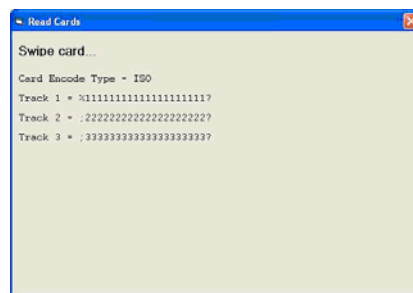 Read Cards
Swipe card...
Card Encode Type = ISO
Track 1 = %11111111111111111111?
Track 2 = ;22222222222222222222?
Track 3 = ;33333333333333333333?